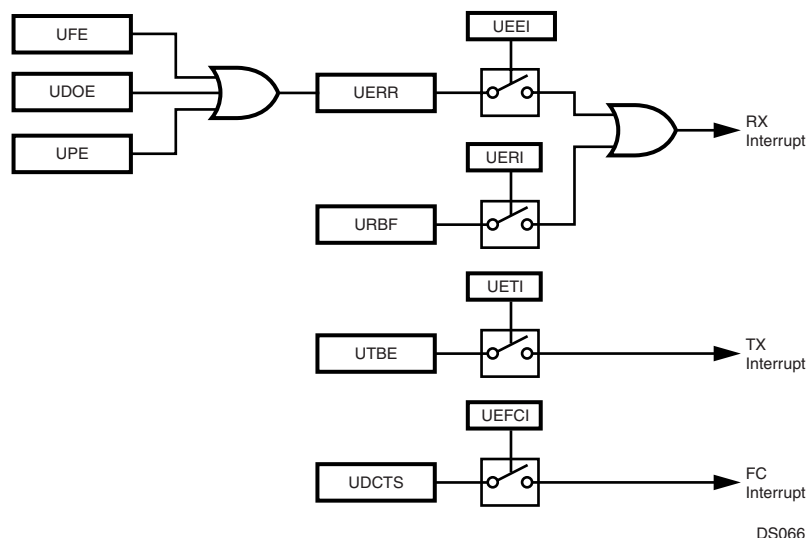 UFE
UEEI
UDOE
UERR
RX
Interrupt
UPE
UERI
URBF
UETI
UTBE
TX
Interrupt
UEFCI
UDCTS
FC
Interrupt
DS066